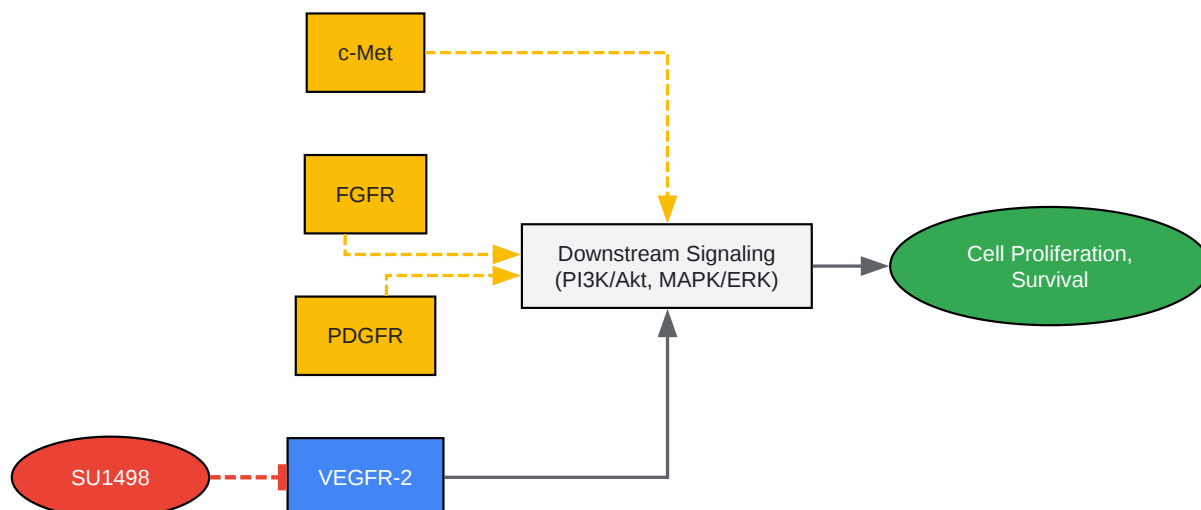 c-Met
FGFR
Downstream Signaling
(PI3K/Akt, MAPK/ERK)
Cell Proliferation,
Survival
PDGFR
SU1498
VEGFR-2